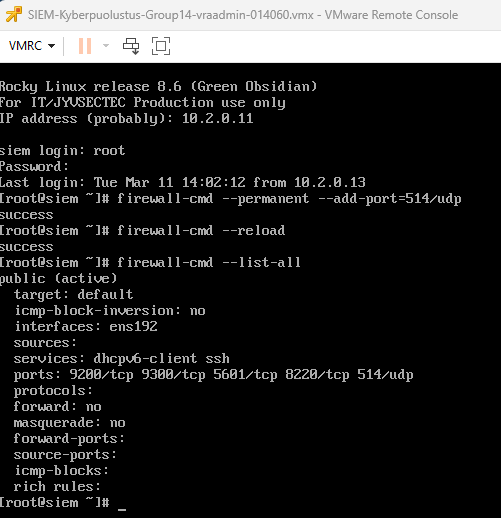 SIEM-Kyberpuolustus-Group14-vraadmin-014060.vmx - VMware Remote Console
VMRC
Rocky Linux release 8.6 (Green Obsidian)
For IT/JYVSECTEC Production use only
IP address (probably): 10.2.0.11
siem login: root
Password:
Last login: Tue Mar 11 14:02:12 from 10.2.0.13
[root@siem ~]# firewall-cmd --permanent --add-port=514/udp
success
[root@siem ~]# firewall-cmd --reload
success
[root@siem ~]# firewall-cmd --list-all
public (active)
  target: default
  icmp-block-inversion: no
  interfaces: ens192
  sources:
  services: dhcpv6-client ssh
  ports: 9200/tcp 9300/tcp 5601/tcp 8220/tcp 514/udp
  protocols:
  forward: no
  masquerade: no
  forward-ports:
  source-ports:
  icmp-blocks:
  rich rules:
[root@siem ~]# _